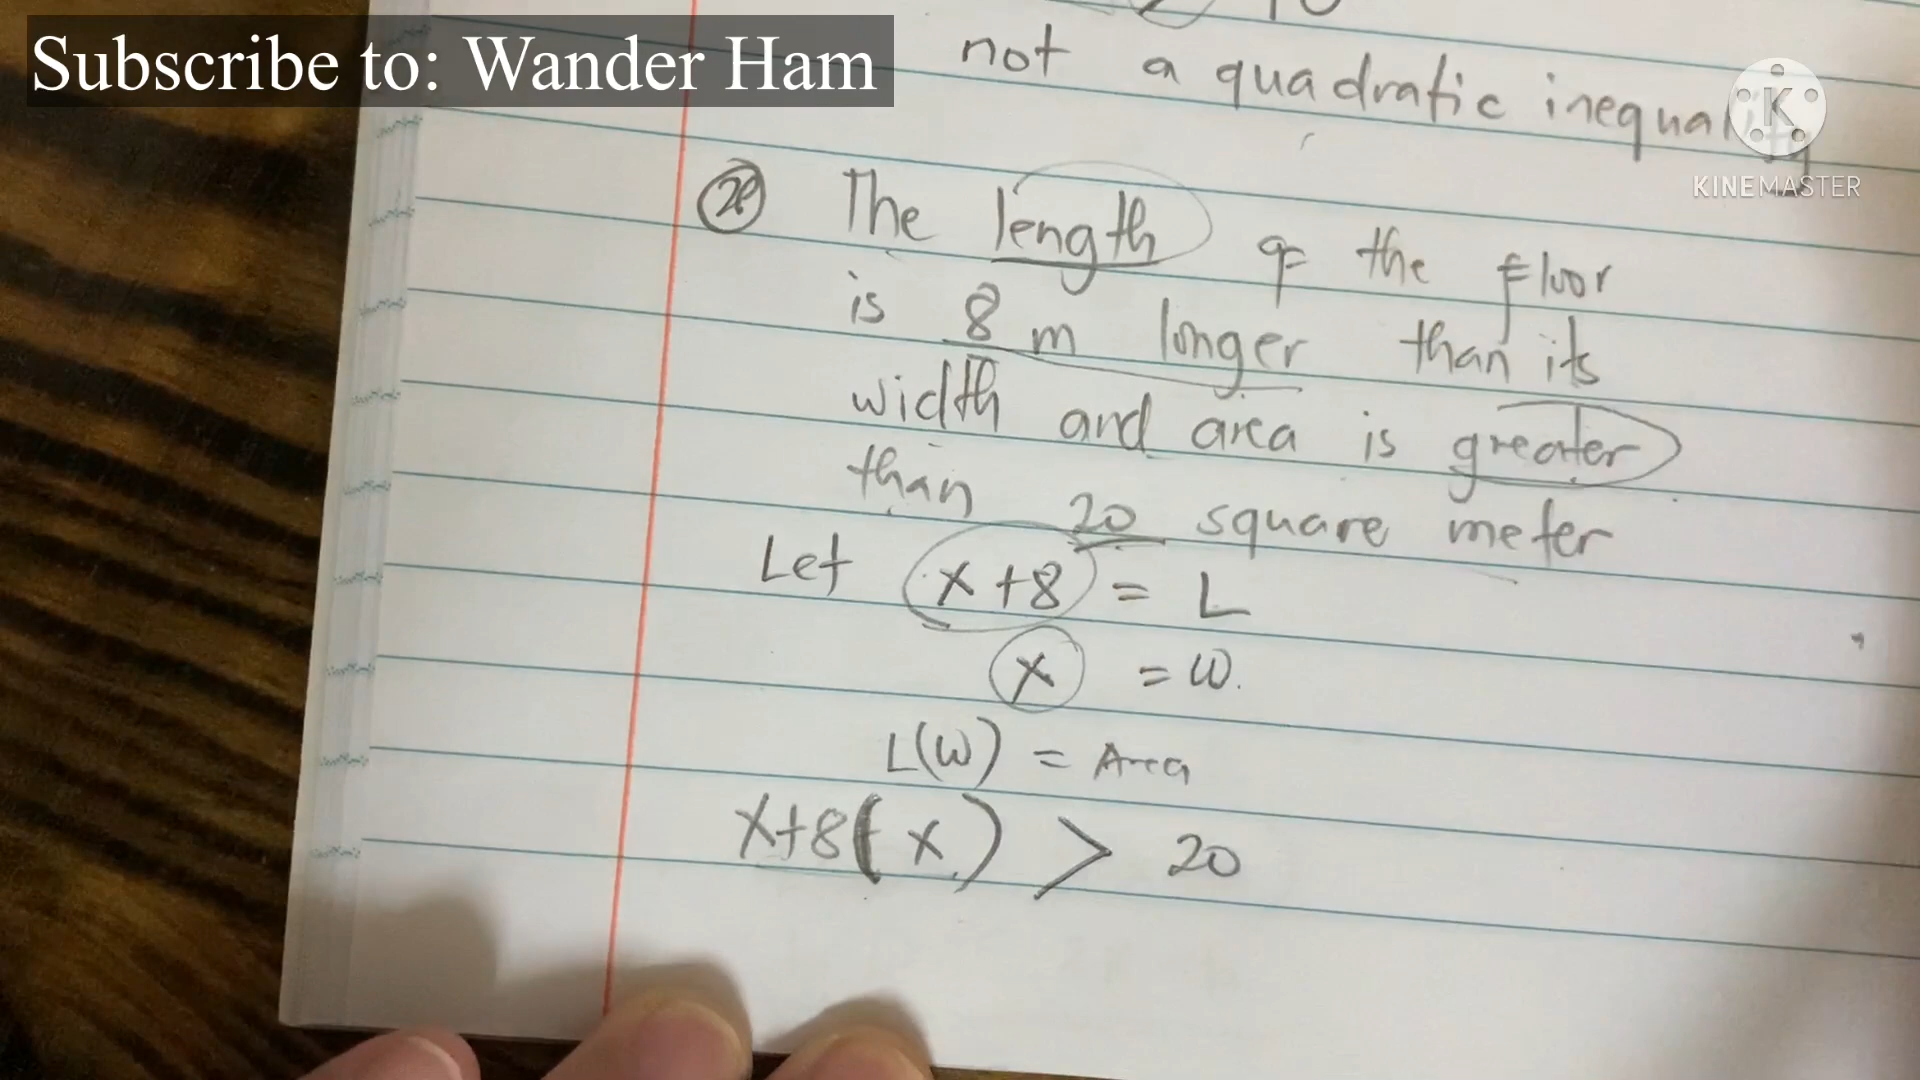 Subscribe to: Wander Ham
not a quadratic inequality
KINEMASTER
The length of the floor
is 8 m longer than its
width and area is greater
than 20 square meter
Let x+8 = L
x = W.
L(W) = Area
x+8(x) > 20